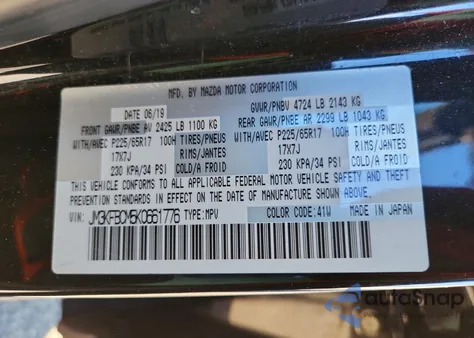 MFD. BY MAZDA MOTOR CORPORATION
DATE 06/19 GVWR/PNBV 4724 LB 2143 KG
FRONT GAWR/PNBE AV 2425 LB 1100 KG REAR GAWR/PNBE AR 2299 LB 1043 KG
WITH/AVEC P225/65R17 100H TIRES/PNEUS WITH/AVEC P225/65R17 100H TIRES/PNEUS
17X7J RIMS/JANTES 17X7J RIMS/JANTES
230 KPA/34 PSI COLD/A FROID 230 KPA/34 PSI COLD/A FROID
THIS VEHICLE CONFORMS TO ALL APPLICABLE FEDERAL MOTOR VEHICLE SAFETY AND THEFT
PREVENTION STANDARDS IN EFFECT ON THE DATE OF MANUFACTURE SHOWN ABOVE.
VIN: JM3KFBCM5K0661776 TYPE: MPV COLOR CODE: 41W MADE IN JAPAN
autoSnap